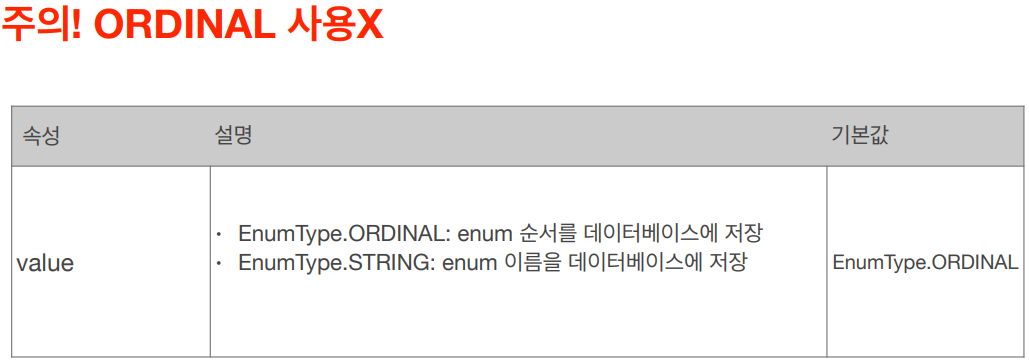 주의! ORDINAL 사용X
속성 설명 기본값
value
• EnumType.ORDINAL: enum 순서를 데이터베이스에 저장
• EnumType.STRING: enum 이름을 데이터베이스에 저장
EnumType.ORDINAL